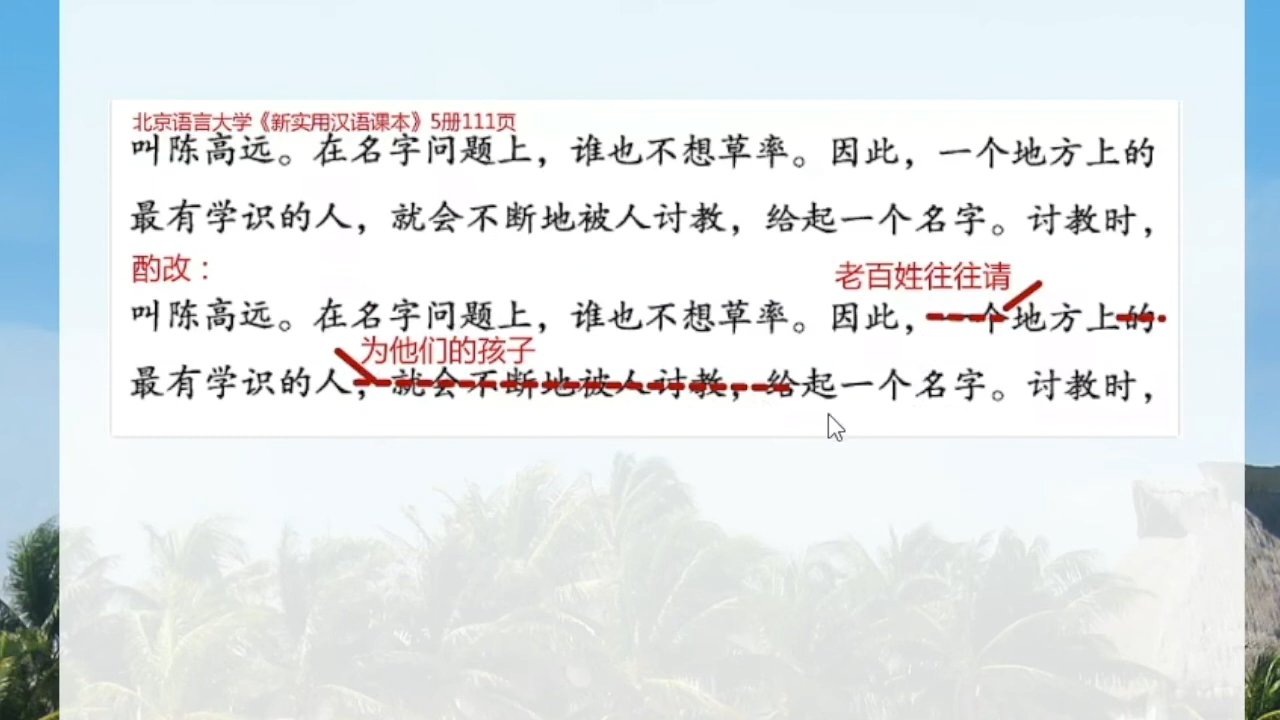 北京语言大学《新实用汉语课本》5册111页
叫陈高远。在名字问题上，谁也不想草率。因此，一个地方上的
最有学识的人，就会不断地被人讨教，给起一个名字。讨教时，
酌改：
老百姓往往请
叫陈高远。在名字问题上，谁也不想草率。因此，一个地方上的
为他们的孩子
最有学识的人，就会不断地被人讨教，给起一个名字。讨教时，